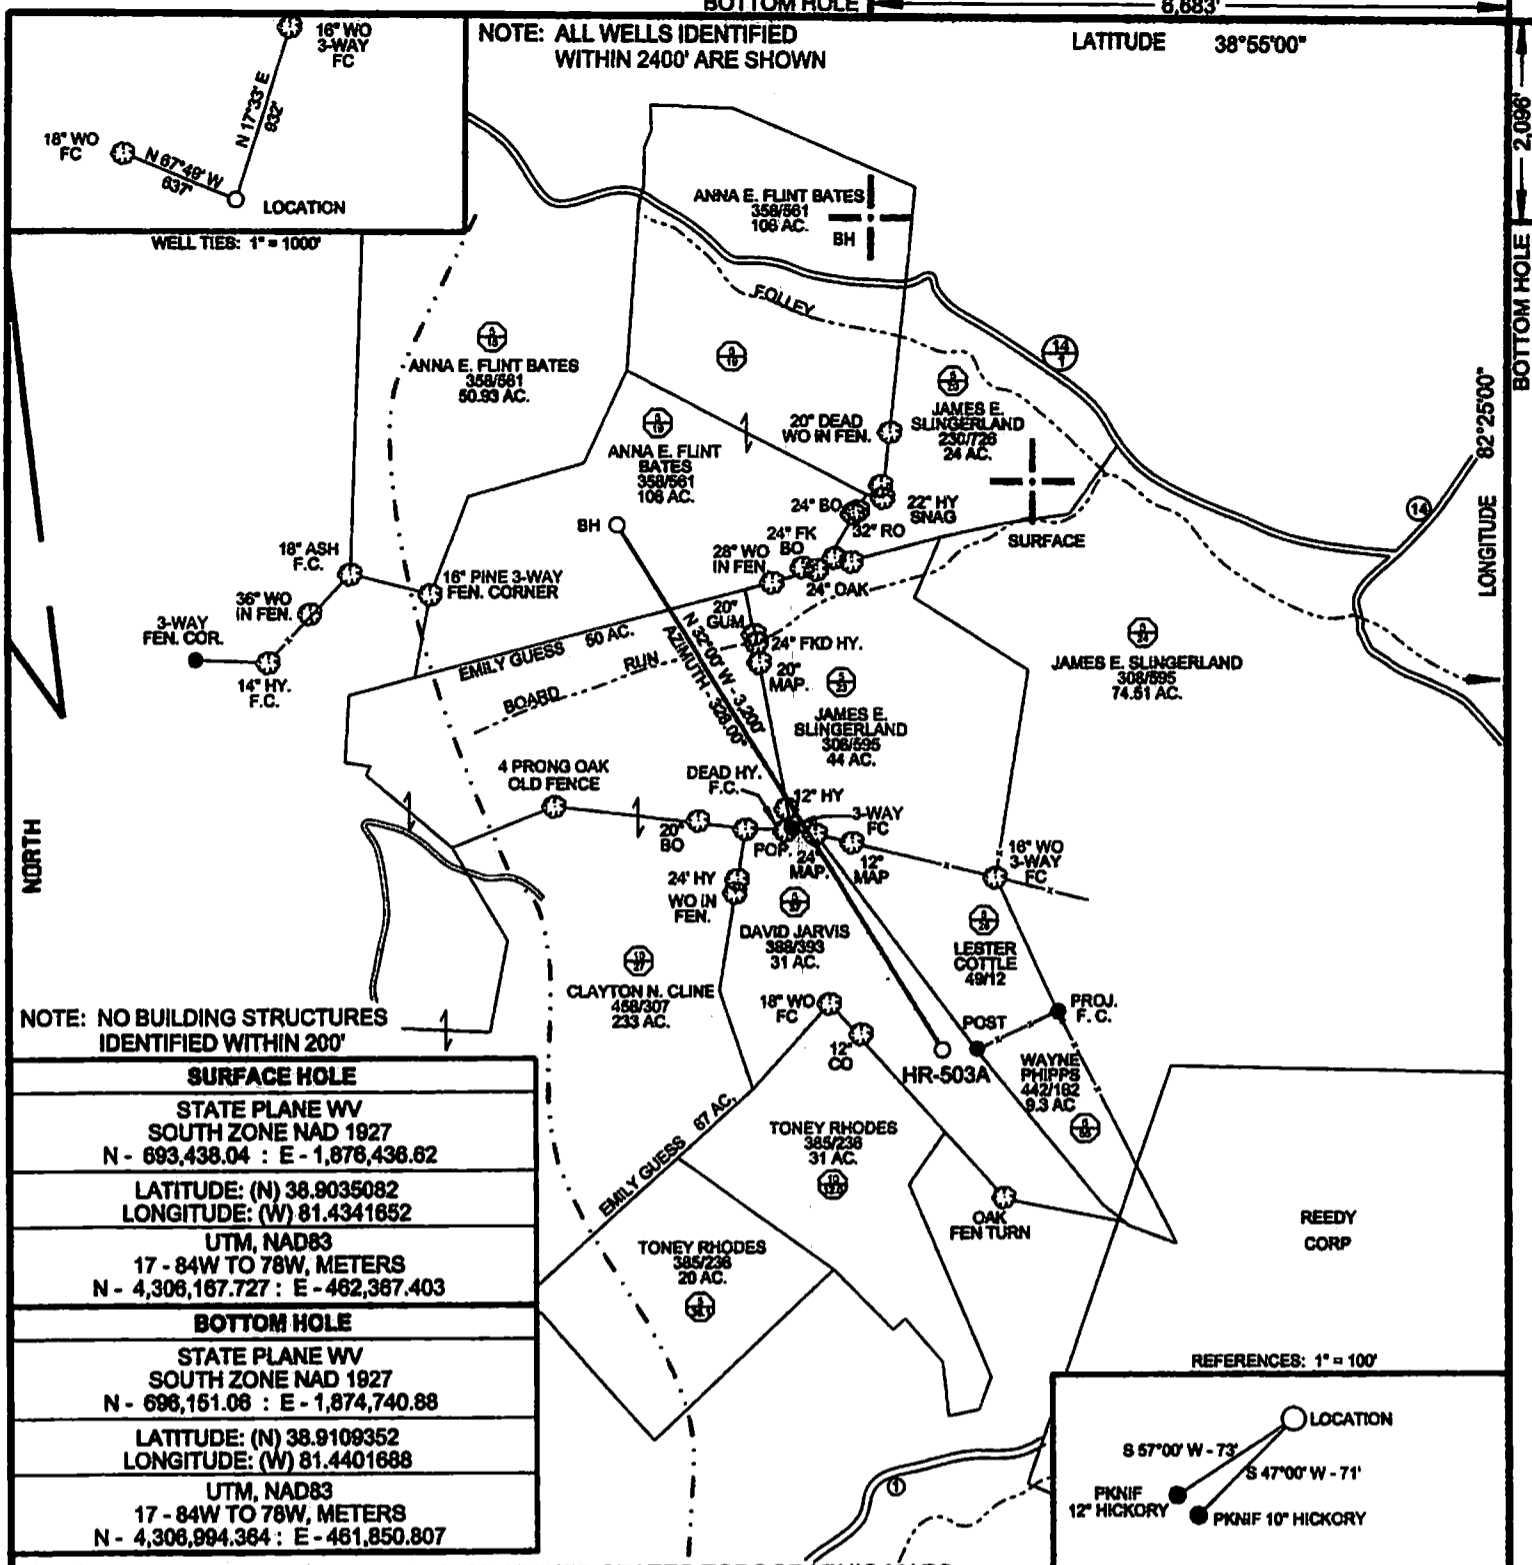 BOTTOM HOLE
6,683'
16" WO
3-WAY
FC
N 17°33' E
932'
18" WO
FC
N 67°49' W
637'
LOCATION
WELL TIES: 1" = 1000'
NOTE: ALL WELLS IDENTIFIED
WITHIN 2400' ARE SHOWN
LATITUDE 38°55'00"
2,096'
BOTTOM HOLE
LONGITUDE 82°25'00"
ANNA E. FLINT BATES
358/561
108 AC.
BH
FOLLEY
ANNA E. FLINT BATES
358/561
50.93 AC.
14
1
JAMES E.
SLINGERLAND
230/726
24 AC.
20" DEAD
WO IN FEN.
ANNA E. FLINT
BATES
358/561
108 AC.
24" BO
22" HY
SNAG
32" RO
14
BH
24" FK
BO
28" WO
IN FEN
24" OAK
SURFACE
18" ASH
F.C.
16" PINE 3-WAY
FEN. CORNER
36" WO
IN FEN.
3-WAY
FEN. COR.
14" HY.
F.C.
20"
GUM
24" FKD HY.
20"
MAP.
EMILY GUESS 50 AC.
BOARD RUN
N 32°00' W - 3,200'
AZIMUTH - 328.00°
JAMES E. SLINGERLAND
308/595
74.51 AC.
JAMES E.
SLINGERLAND
308/595
44 AC.
4 PRONG OAK
OLD FENCE
DEAD HY.
F.C.
12" HY
3-WAY
FC
20"
BO
POP.
24"
MAP.
12"
MAP
16" WO
3-WAY
FC
NORTH
24' HY
WO IN
FEN.
DAVID JARVIS
388/393
31 AC.
LESTER
COTTLE
49/12
CLAYTON N. CLINE
458/307
233 AC.
18" WO
FC
12"
CO
PROJ.
F. C.
POST
HR-503A
WAYNE
PHIPPS
442/182
9.3 AC
NOTE: NO BUILDING STRUCTURES
IDENTIFIED WITHIN 200'
SURFACE HOLE
STATE PLANE WV
SOUTH ZONE NAD 1927
N - 693,438.04 : E - 1,876,436.62
LATITUDE: (N) 38.9035082
LONGITUDE: (W) 81.4341652
UTM, NAD83
17 - 84W TO 78W, METERS
N - 4,306,167.727 : E - 462,367.403
BOTTOM HOLE
STATE PLANE WV
SOUTH ZONE NAD 1927
N - 696,151.06 : E - 1,874,740.88
LATITUDE: (N) 38.9109352
LONGITUDE: (W) 81.4401688
UTM, NAD83
17 - 84W TO 78W, METERS
N - 4,306,994.364 : E - 461,850.807
EMILY GUESS 67 AC.
TONEY RHODES
385/236
31 AC.
TONEY RHODES
385/236
20 AC.
OAK
FEN TURN
REEDY
CORP
1
REFERENCES: 1" = 100'
LOCATION
S 57°00' W - 73'
S 47°00' W - 71'
PKNIF
12" HICKORY
PKNIF 10" HICKORY